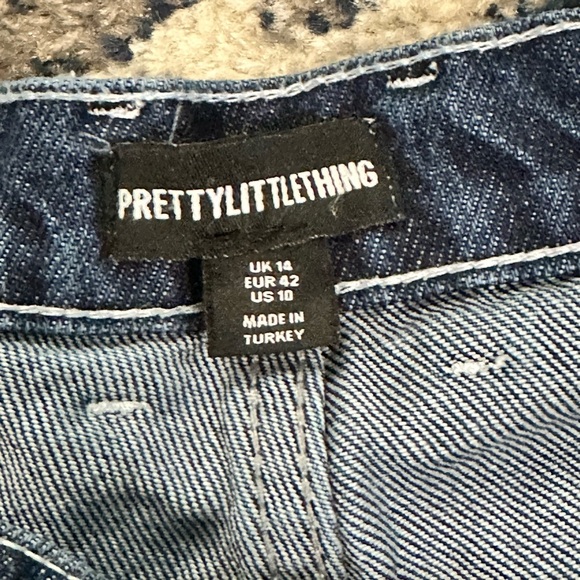 PRETTYLITTLETHING
UK 14
EUR 42
US 10
MADE IN
TURKEY